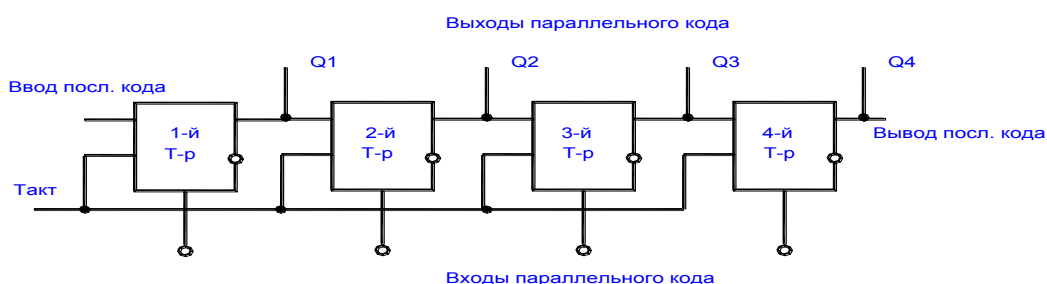 Выходы параллельного кода
Q1 Q2 Q3 Q4
Ввод посл. кода
1-й
Т-р
2-й
Т-р
3-й
Т-р
4-й
Т-р
Вывод посл. кода
Такт
Входы параллельного кода